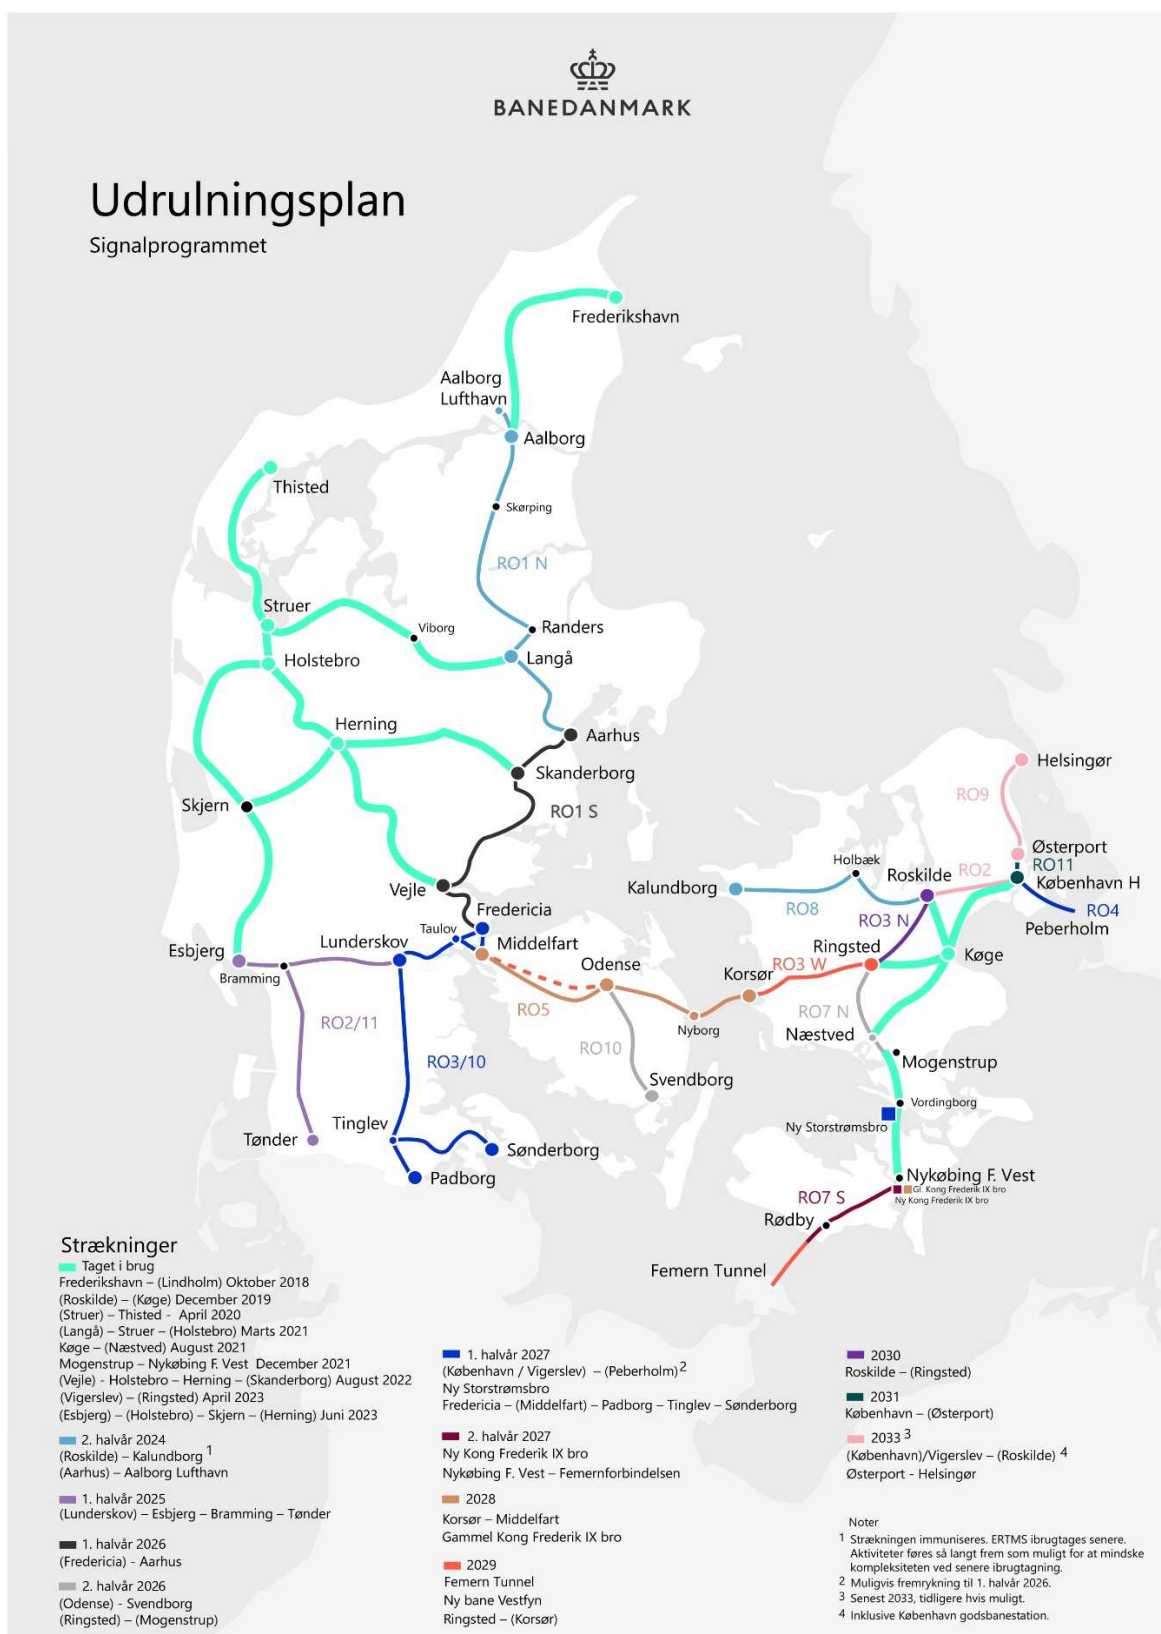 BANEDANMARK
Udrulningsplan
Signalprogrammet
Frederikshavn
Aalborg
Lufthavn
Aalborg
Thisted
Skørping
RO1 N
Struer
Viborg
Randers
Holstebro
Langå
Herning
Aarhus
Skanderborg
Helsingør
Skjern
RO1 S
RO9
Østerport
Holbæk
RO11
Roskilde
RO2
Vejle
Kalundborg
København H
Fredericia
RO8
RO4
RO3 N
Peberholm
Taulov
Lunderskov
Middelfart
Ringsted
Esbjerg
Køge
Odense
RO3 W
Bramming
Korsør
RO5
RO7 N
RO2/11
Nyborg
Næstved
RO10
RO3/10
Mogenstrup
Svendborg
Vordingborg
Tinglev
Ny Storstrømsbro
Tønder
Sønderborg
Padborg
Nykøbing F. Vest
Gl. Kong Frederik IX bro
RO7 S
Ny Kong Frederik IX bro
Rødby
Femern Tunnel
Strækninger
Taget i brug
Frederikshavn – (Lindholm) Oktober 2018
(Roskilde) – (Køge) December 2019
(Struer) – Thisted - April 2020
(Langå) – Struer – (Holstebro) Marts 2021
Køge – (Næstved) August 2021
Mogenstrup – Nykøbing F. Vest December 2021
(Vejle) - Holstebro – Herning – (Skanderborg) August 2022
(Vigerslev) – (Ringsted) April 2023
(Esbjerg) – (Holstebro) – Skjern – (Herning) Juni 2023
2. halvår 2024
(Roskilde) – Kalundborg 1
(Aarhus) – Aalborg Lufthavn
1. halvår 2025
(Lunderskov) – Esbjerg – Bramming – Tønder
1. halvår 2026
(Fredericia) - Aarhus
2. halvår 2026
(Odense) - Svendborg
(Ringsted) – (Mogenstrup)
1. halvår 2027
(København / Vigerslev) – (Peberholm) 2
Ny Storstrømsbro
Fredericia – (Middelfart) – Padborg – Tinglev – Sønderborg
2. halvår 2027
Ny Kong Frederik IX bro
Nykøbing F. Vest – Femernforbindelsen
2028
Korsør – Middelfart
Gammel Kong Frederik IX bro
2029
Femern Tunnel
Ny bane Vestfyn
Ringsted – (Korsør)
2030
Roskilde – (Ringsted)
2031
København – (Østerport)
2033 3
(København)/Vigerslev – (Roskilde) 4
Østerport - Helsingør
Noter
1 Strækningen immuniseres. ERTMS ibrugtages senere.
Aktiviteter føres så langt frem som muligt for at mindske
kompleksiteten ved senere ibrugtagning.
2 Muligvis fremrykning til 1. halvår 2026.
3 Senest 2033, tidligere hvis muligt.
4 Inklusive København godsbanestation.